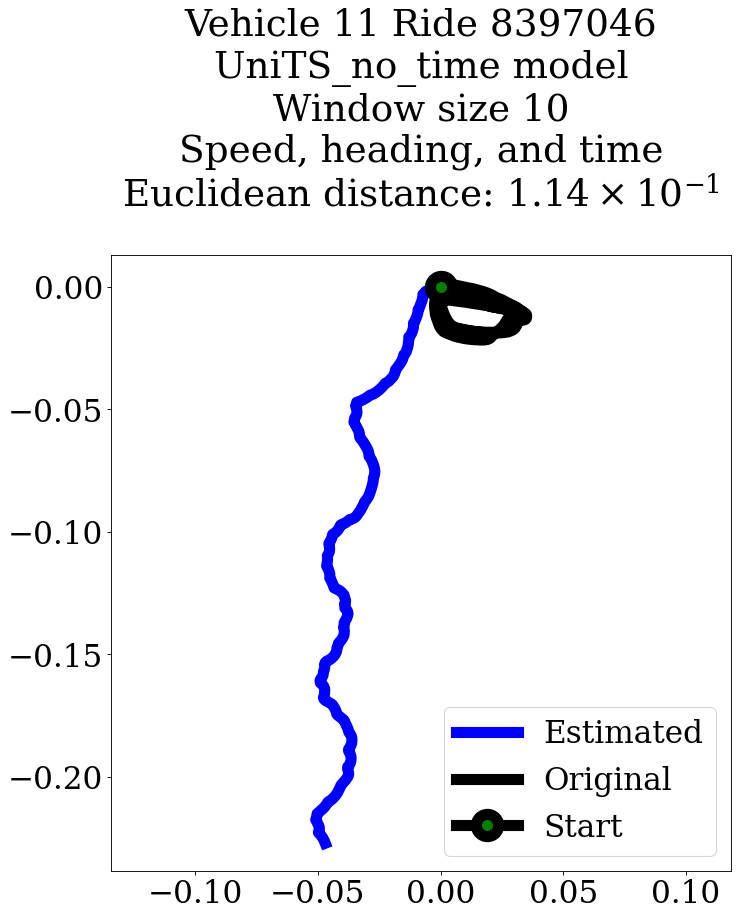 Vehicle 11 Ride 8397046
UniTS_no_time model
Window size 10
Speed, heading, and time
Euclidean distance: 1.14 × 10⁻¹
0.00
−0.05
−0.10
−0.15
−0.20
Estimated
Original
Start
−0.10 −0.05 0.00 0.05 0.10